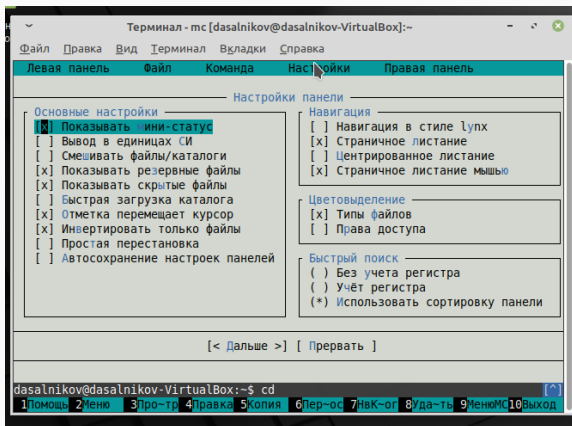 Терминал - mc [dasalnikov@dasalnikov-VirtualBox]:~
Файл Правка Вид Терминал Вкладки Справка
Левая панель Файл Команда Настройки Правая панель
Настройки панели
Основные настройки
[x] Показывать мини-статус
[ ] Вывод в единицах СИ
[ ] Смешивать файлы/каталоги
[x] Показывать резервные файлы
[x] Показывать скрытые файлы
[ ] Быстрая загрузка каталога
[x] Отметка перемещает курсор
[x] Инвертировать только файлы
[ ] Простая перестановка
[ ] Автосохранение настроек панелей
Навигация
[ ] Навигация в стиле lynx
[x] Страничное листание
[ ] Центрированное листание
[x] Страничное листание мышью
Цветовыделение
[x] Типы файлов
[ ] Права доступа
Быстрый поиск
( ) Без учета регистра
( ) Учёт регистра
(*) Использовать сортировку панели
[< Дальше >] [ Прервать ]
dasalnikov@dasalnikov-VirtualBox:~$ cd [^]
1Помощь 2Меню 3Про~тр 4Правка 5Копия 6Пер~ос 7НвК~ог 8Уда~ть 9МенюМС 10Выход